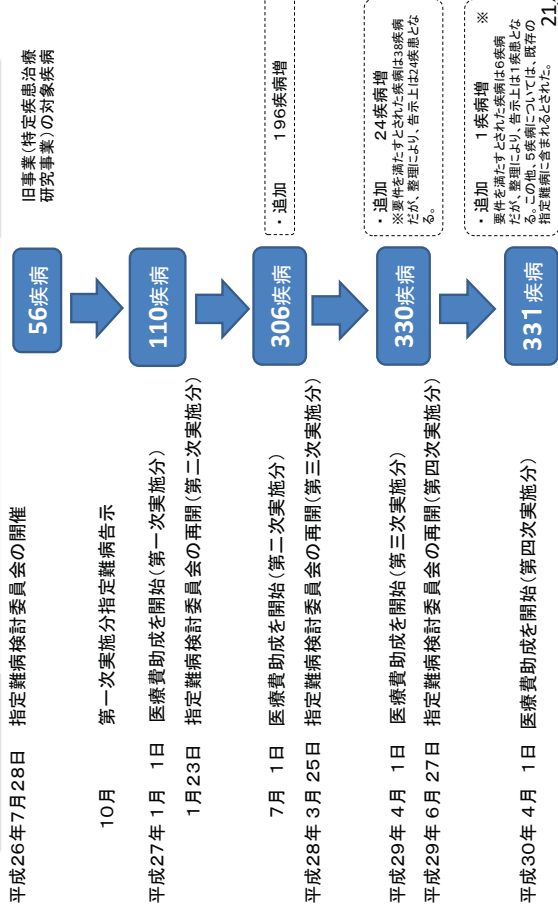 平成26年7月28日 指定難病検討委員会の開催
10月 第一次実施分指定難病告示
平成27年 1月 1日 医療費助成を開始(第一次実施分)
1月23日 指定難病検討委員会の再開(第二次実施分)
7月 1日 医療費助成を開始(第二次実施分)
平成28年 3月 25日 指定難病検討委員会の再開(第三次実施分)
平成29年 4月 1日 医療費助成を開始(第三次実施分)
平成29年 6月 27日 指定難病検討委員会の再開(第四次実施分)
平成30年 4月 1日 医療費助成を開始(第四次実施分)
56疾病
旧事業(特定疾患治療
研究事業)の対象疾病
110疾病
306疾病
・追加 196疾病増
330疾病
・追加 24疾病増
※要件を満たすとされた疾病は38疾病
だが、整理により、告示上は24疾患とな
る。
331疾病
・追加 1疾病増 ※
要件を満たすとされた疾病は6疾病
だが、整理により、告示上は1疾患とな
る。この他、5疾病については、既存の
指定難病に含まれるとされた。
21